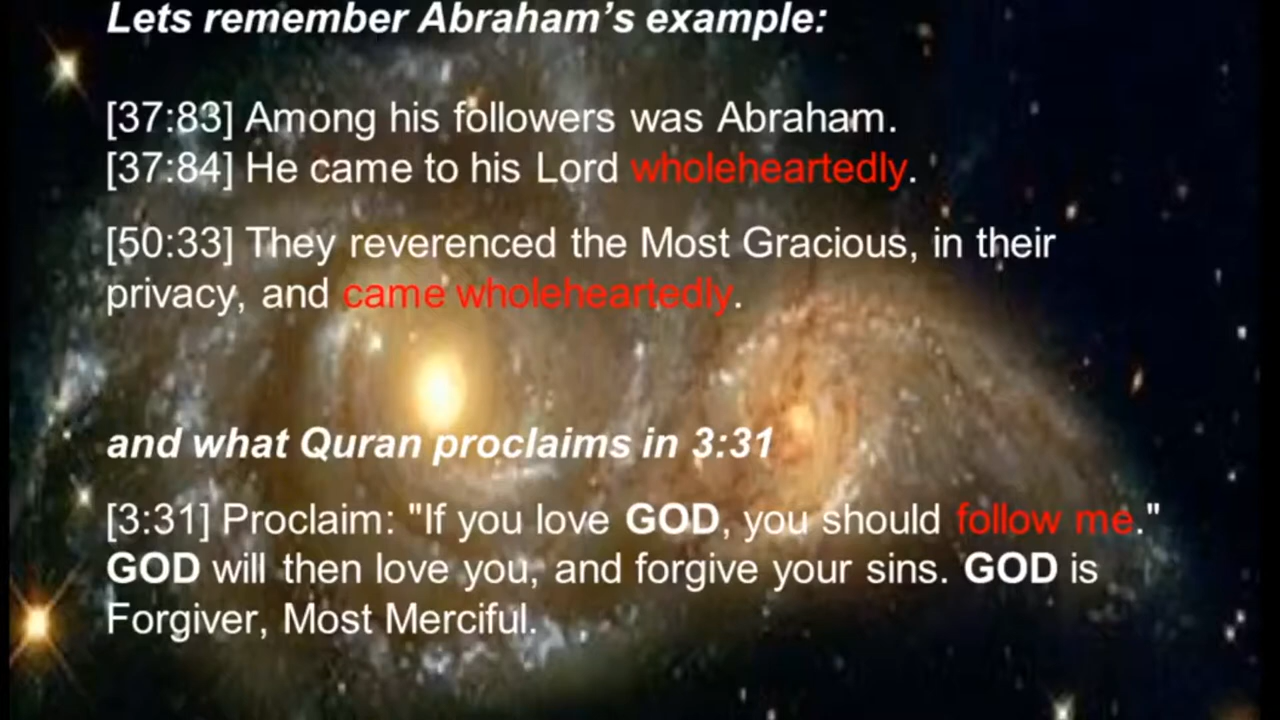 Lets remember Abraham’s example:
[37:83] Among his followers was Abraham.
[37:84] He came to his Lord wholeheartedly.
[50:33] They reverenced the Most Gracious, in their
privacy, and came wholeheartedly.
and what Quran proclaims in 3:31
[3:31] Proclaim: "If you love GOD, you should follow me."
GOD will then love you, and forgive your sins. GOD is
Forgiver, Most Merciful.